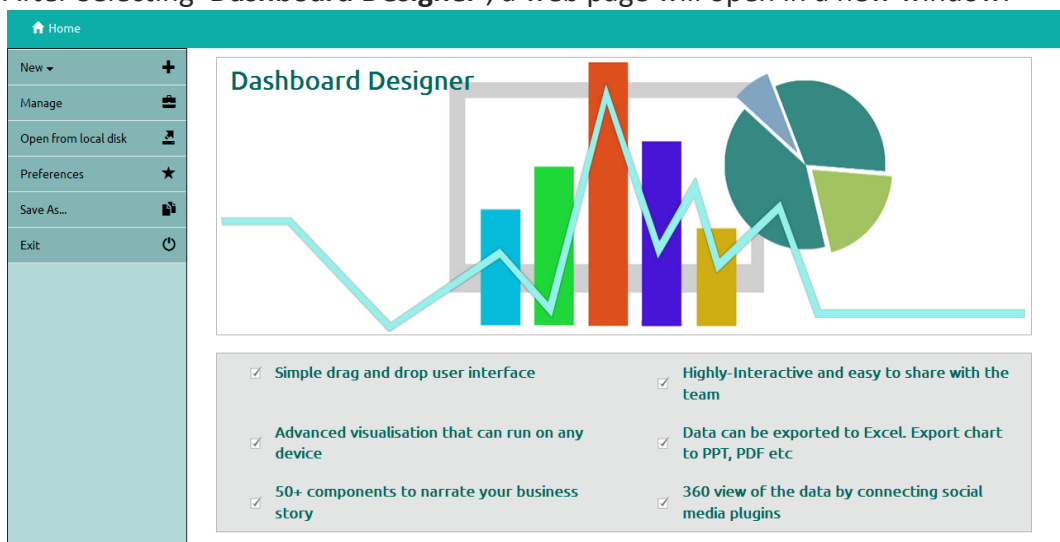 After selecting 'Dashboard Designer', a web page will open in a new window.
Home
New
Manage
Open from local disk
Preferences
Save As...
Exit
Dashboard Designer
Simple drag and drop user interface
Highly-Interactive and easy to share with the
team
Advanced visualisation that can run on any
device
Data can be exported to Excel. Export chart
to PPT, PDF etc
50+ components to narrate your business
story
360 view of the data by connecting social
media plugins